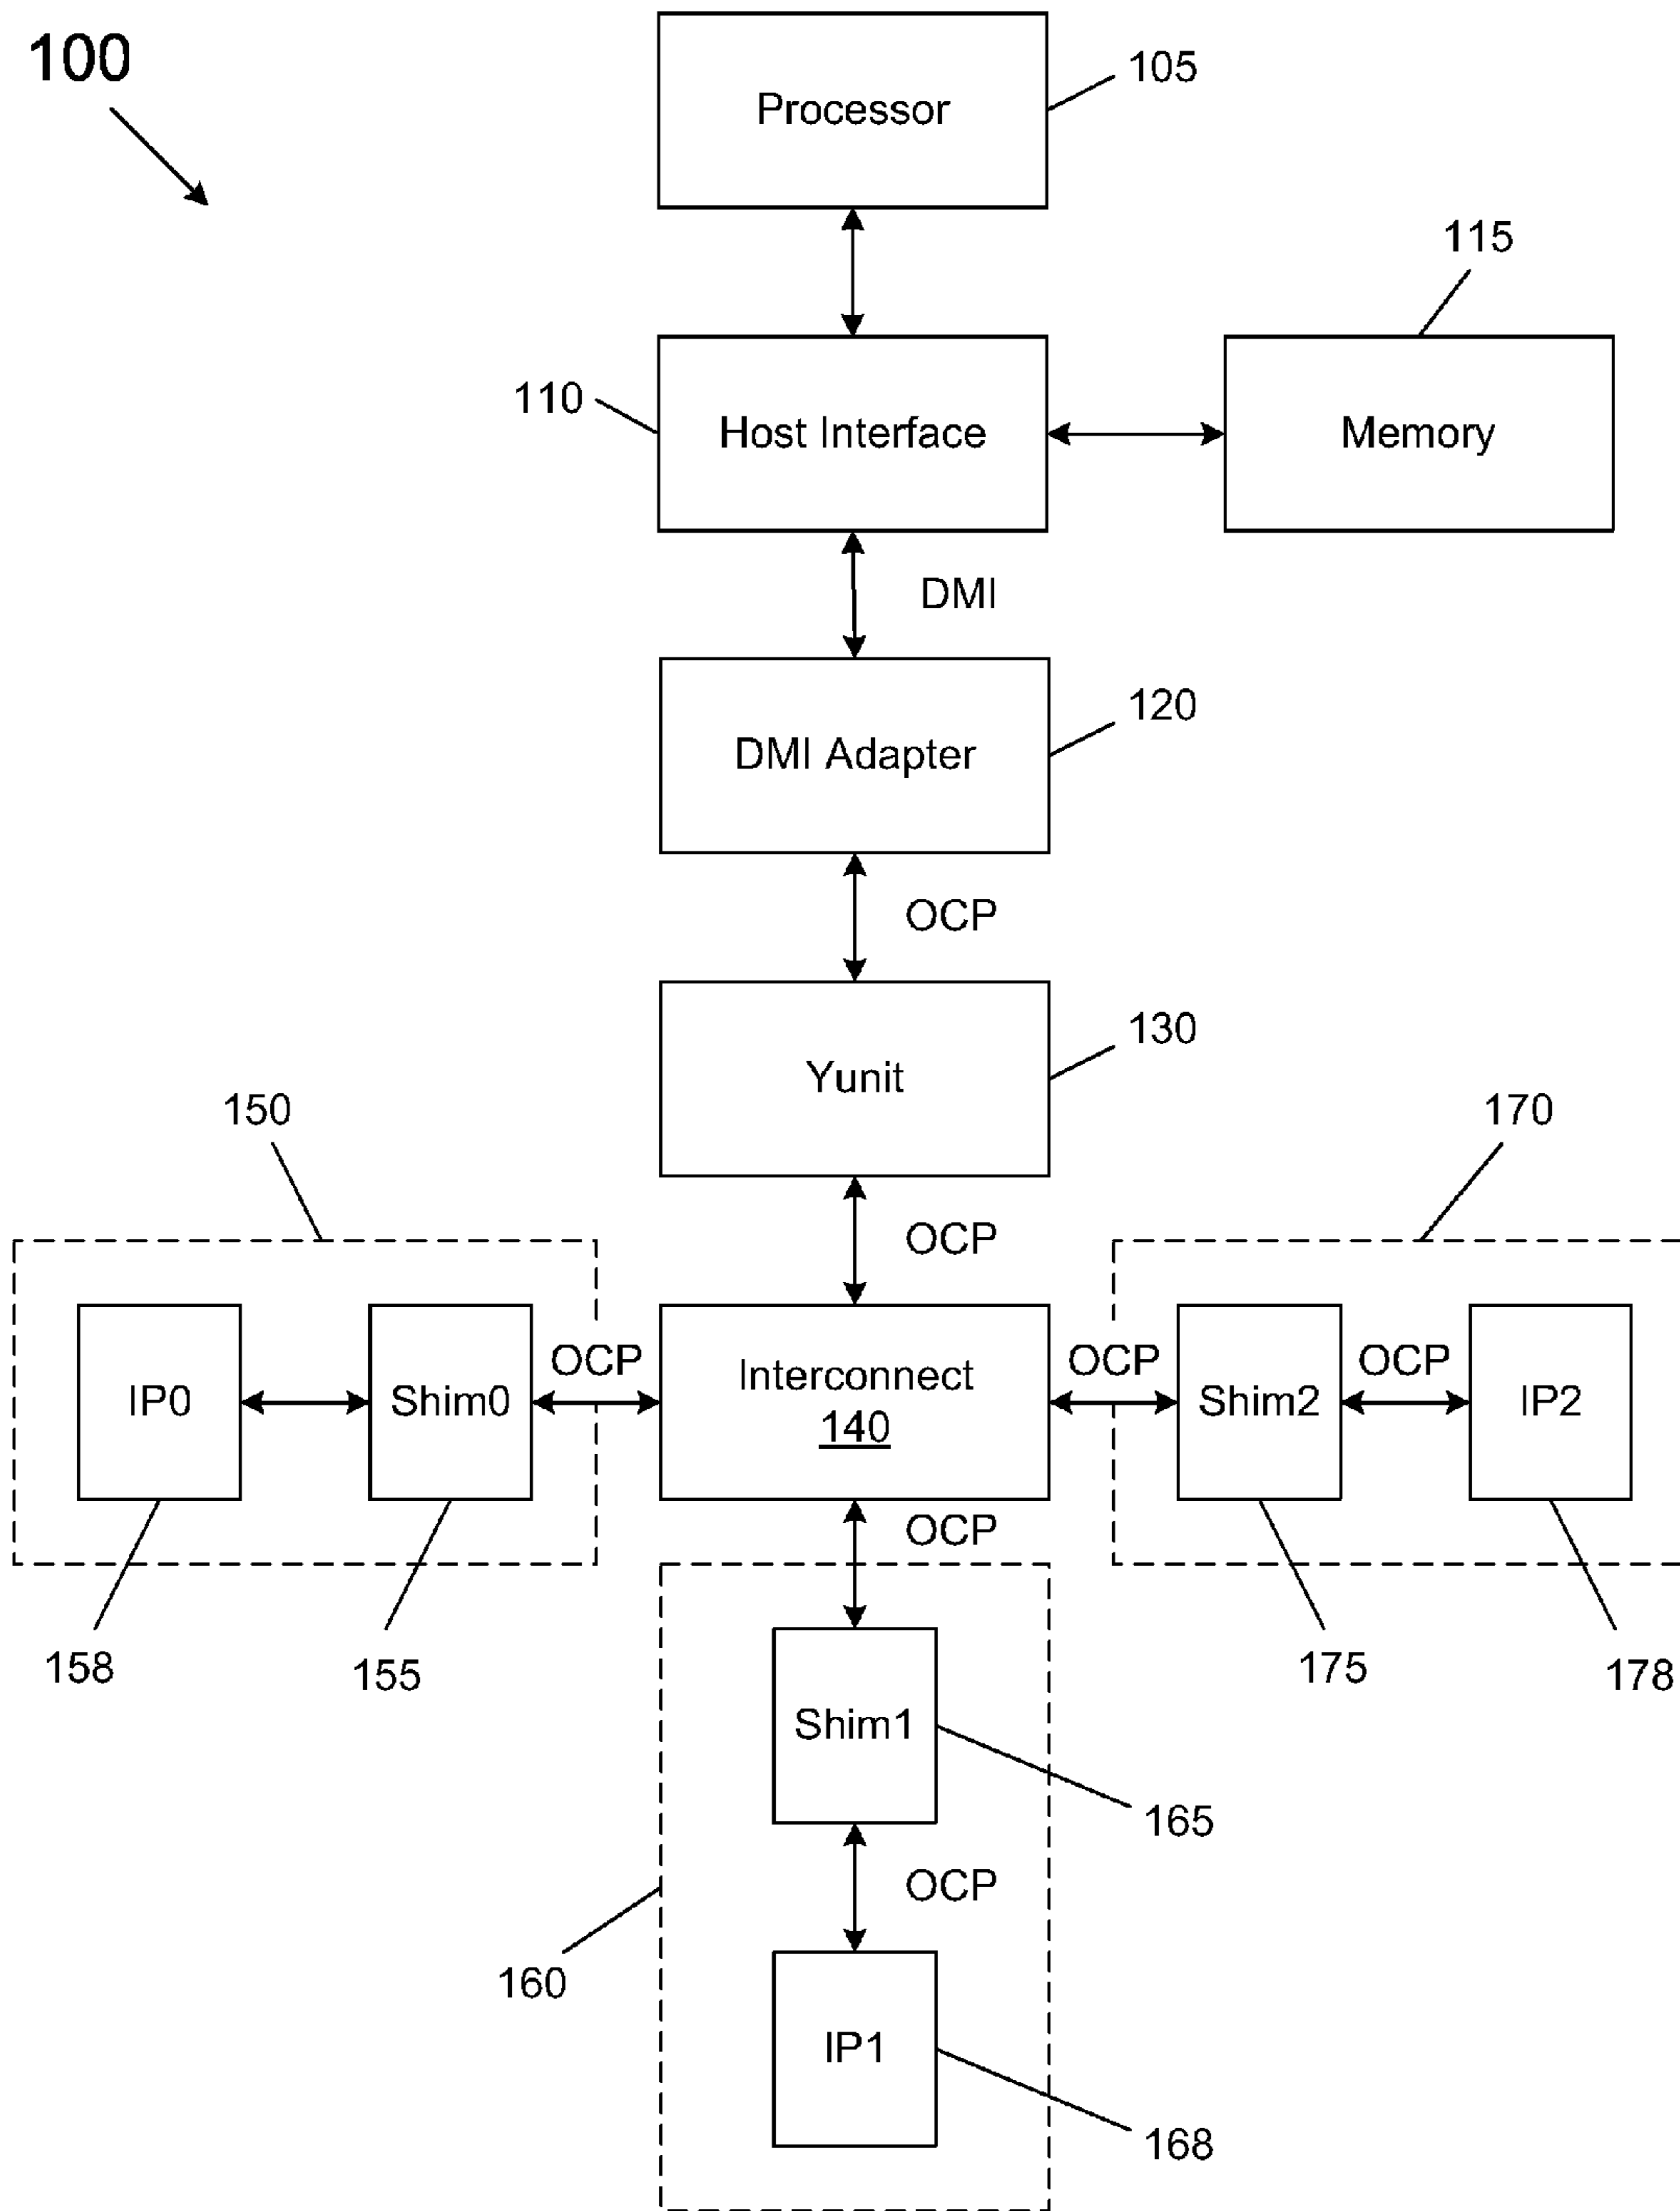 100
Processor
105
115
110
Host Interface
Memory
DMI
120
DMI Adapter
OCP
130
Yunit
150
170
OCP
IP0
Shim0
OCP
Interconnect
140
OCP
Shim2
OCP
IP2
OCP
158
155
175
178
Shim1
165
OCP
160
IP1
168